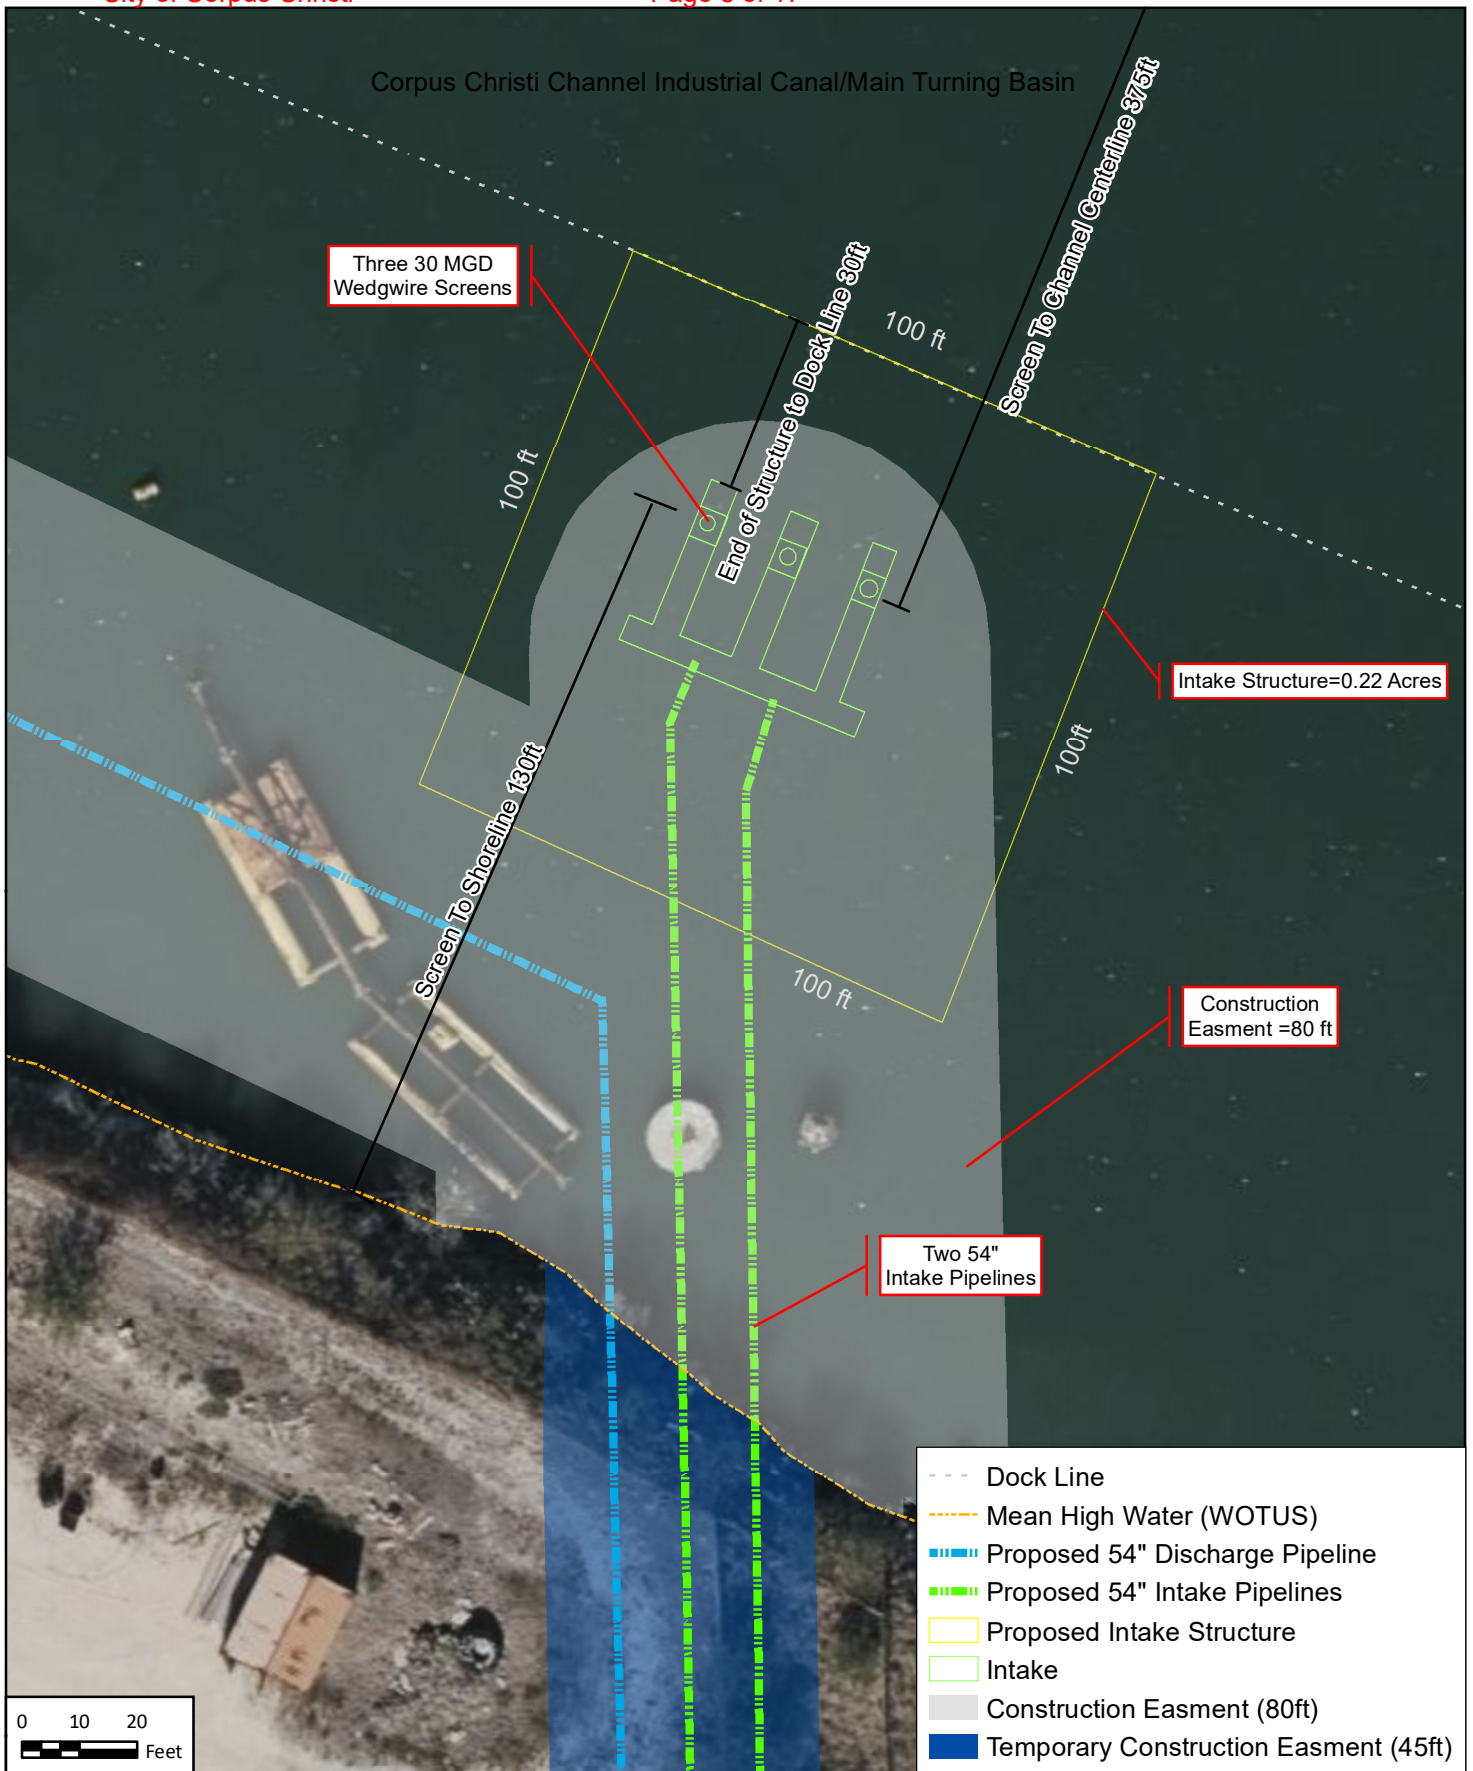 Corpus Christi Channel Industrial Canal/Main Turning Basin
Screen To Channel Centerline 375ft
Three 30 MGD
Wedgwire Screens
End of Structure to Dock Line 30ft
100 ft
100 ft
Intake Structure=0.22 Acres
100ft
Screen To Shoreline 130ft
100 ft
Construction
Easment =80 ft
Two 54"
Intake Pipelines
Dock Line
Mean High Water (WOTUS)
Proposed 54" Discharge Pipeline
Proposed 54" Intake Pipelines
Proposed Intake Structure
Intake
Construction Easment (80ft)
Temporary Construction Easment (45ft)
0 10 20
Feet